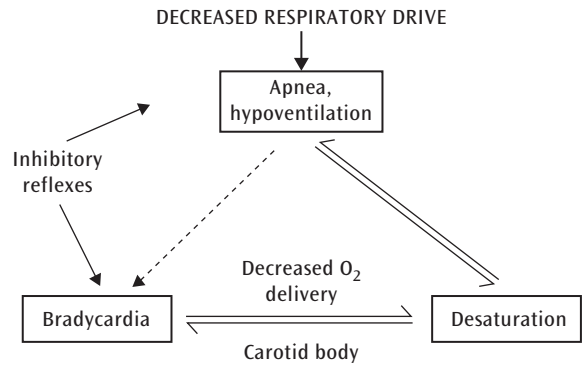 DECREASED RESPIRATORY DRIVE
Apnea,
hypoventilation
Inhibitory
reflexes
Decreased O₂
delivery
Bradycardia
Desaturation
Carotid body